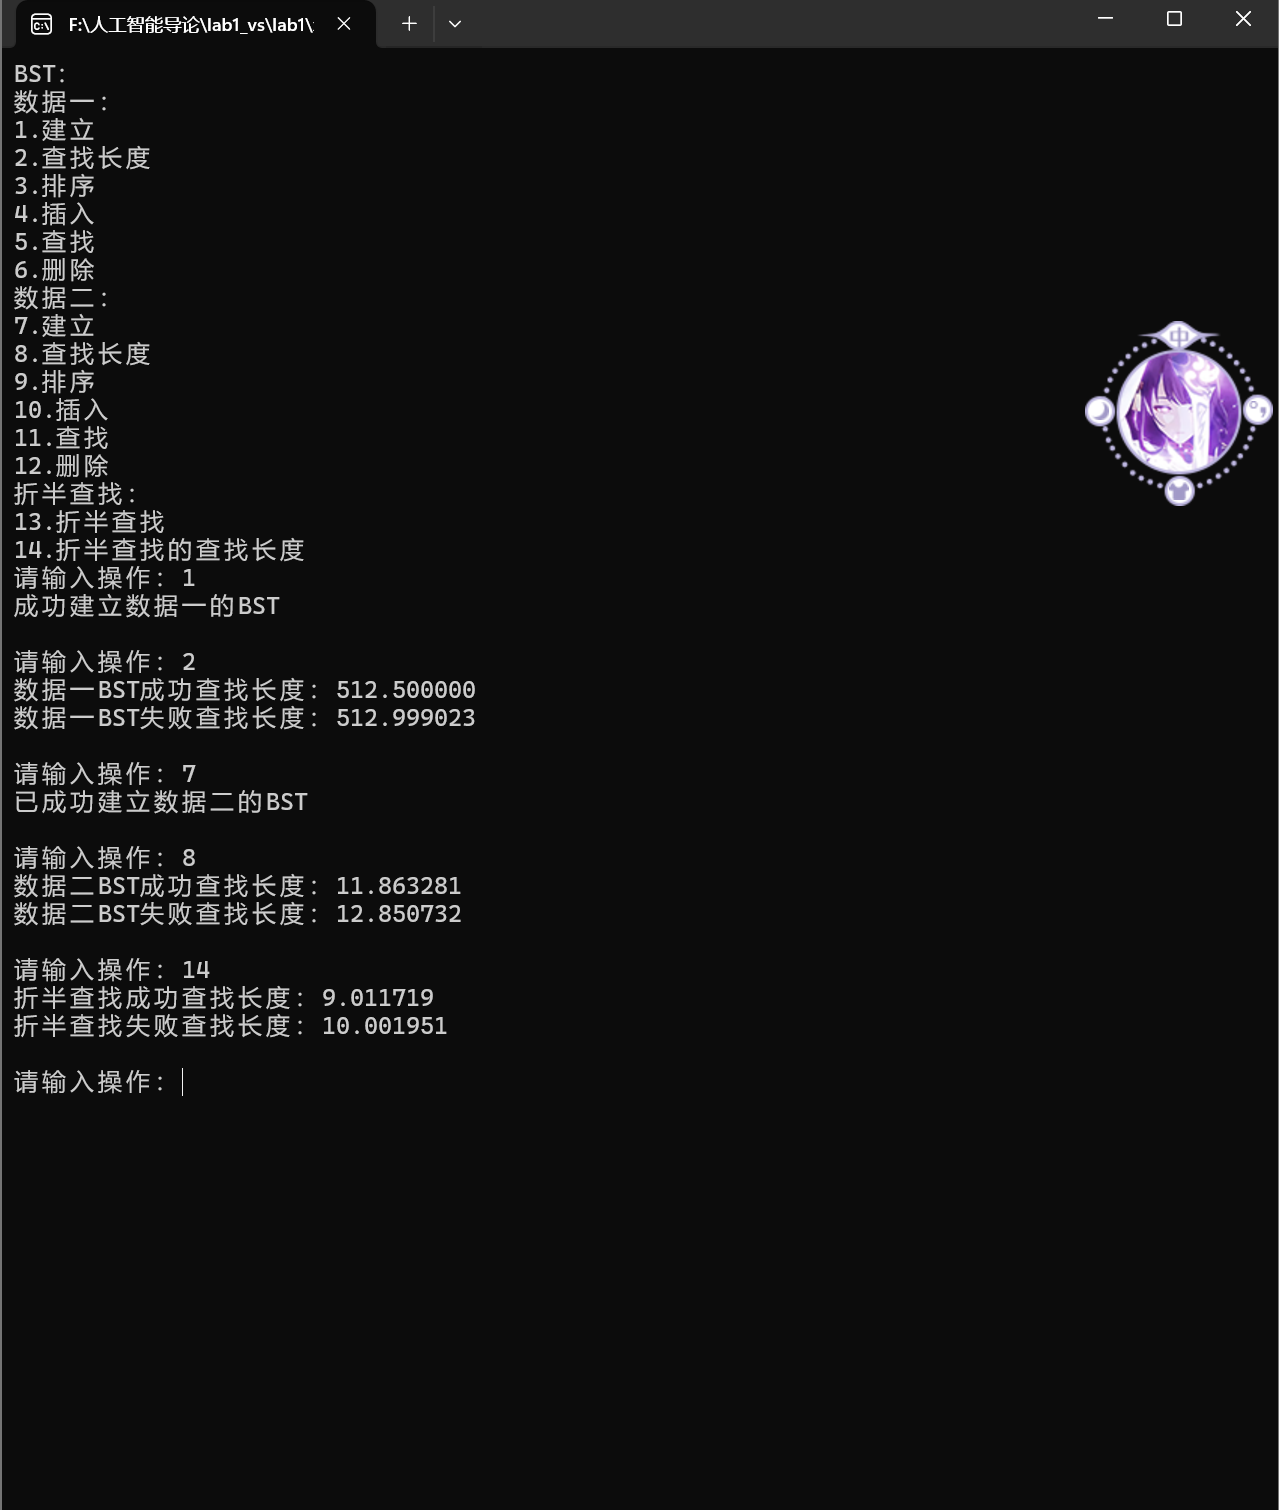 F:\人工智能导论\lab1_vs\lab1\
BST:
数据一:
1.建立
2.查找长度
3.排序
4.插入
5.查找
6.删除
数据二:
7.建立
8.查找长度
9.排序
10.插入
11.查找
12.删除
折半查找:
13.折半查找
14.折半查找的查找长度
请输入操作: 1
成功建立数据一的BST
请输入操作: 2
数据一BST成功查找长度: 512.500000
数据一BST失败查找长度: 512.999023
请输入操作: 7
已成功建立数据二的BST
请输入操作: 8
数据二BST成功查找长度: 11.863281
数据二BST失败查找长度: 12.850732
请输入操作: 14
折半查找成功查找长度: 9.011719
折半查找失败查找长度: 10.001951
请输入操作:
中